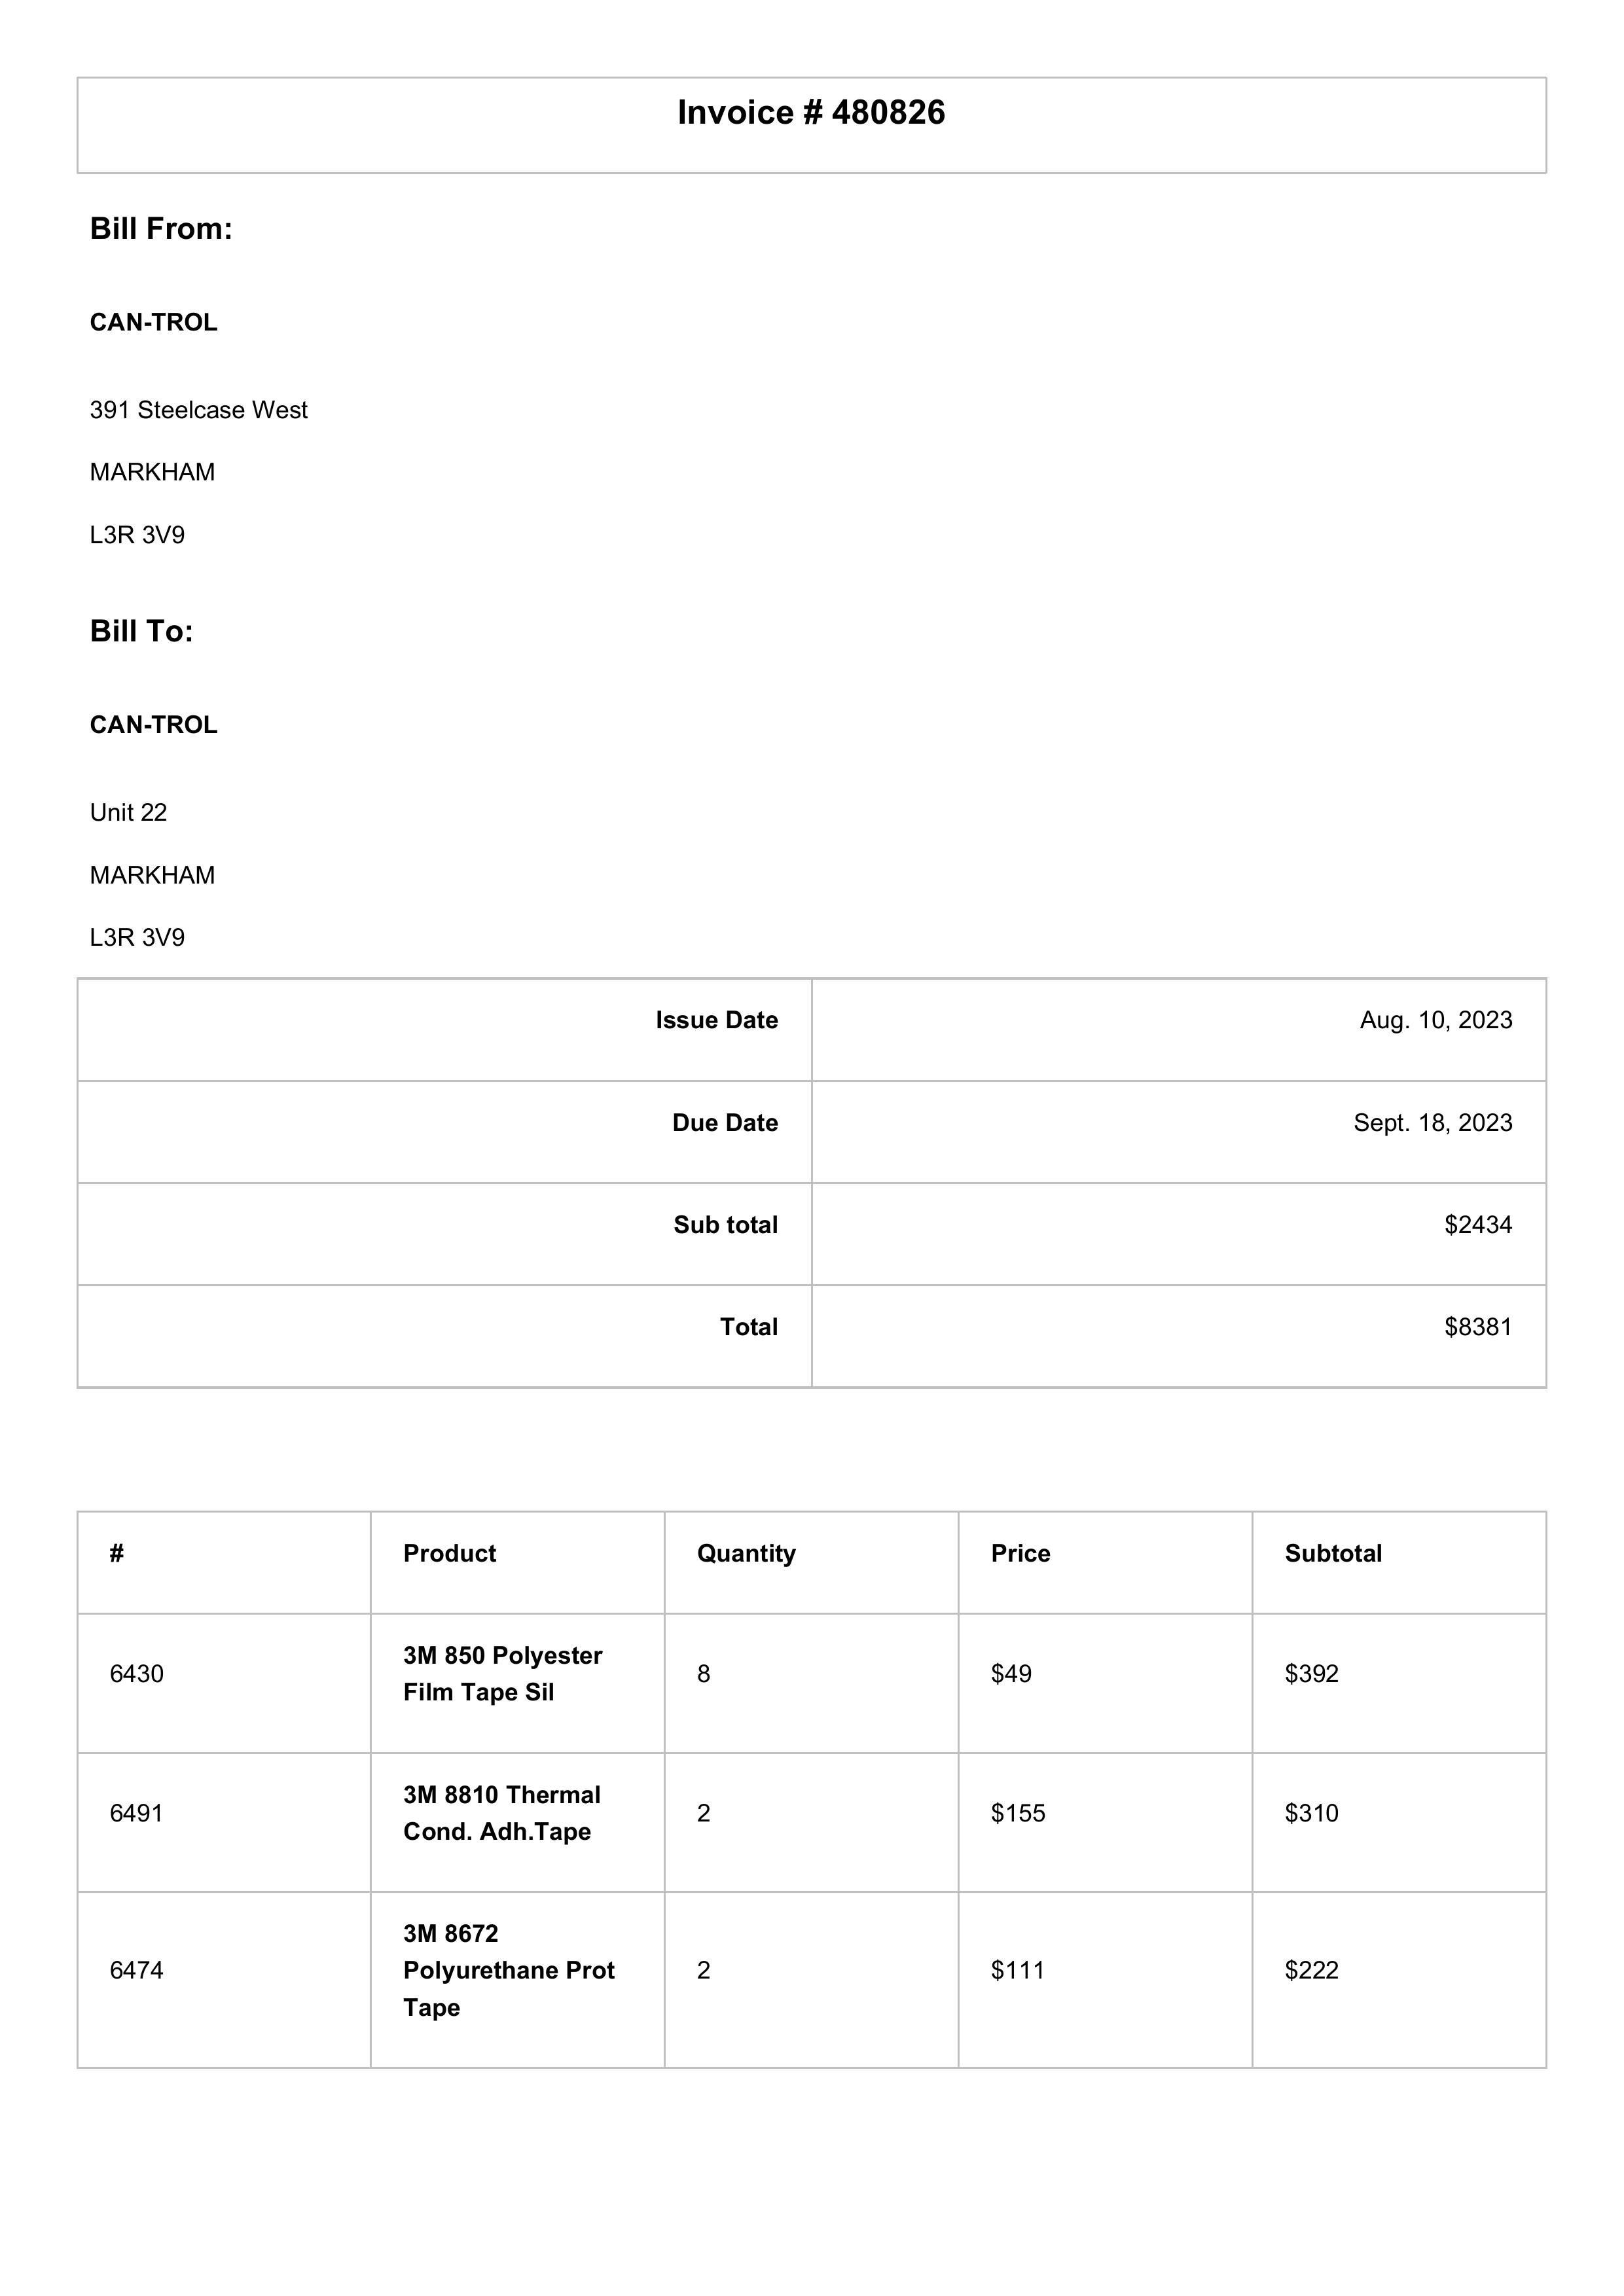 Invoice # 480826
Bill From:
CAN-TROL
391 Steelcase West
MARKHAM
L3R 3V9
Bill To:
CAN-TROL
Unit 22
MARKHAM
L3R 3V9
Issue Date Aug. 10, 2023
Due Date Sept. 18, 2023
Sub total $2434
Total $8381
# Product Quantity Price Subtotal
3M 850 Polyester
6430 8 $49 $392
Film Tape Sil
3M 8810 Thermal
6491 2 $155 $310
Cond. Adh.Tape
3M 8672
6474 Polyurethane Prot 2 $111 $222
Tape